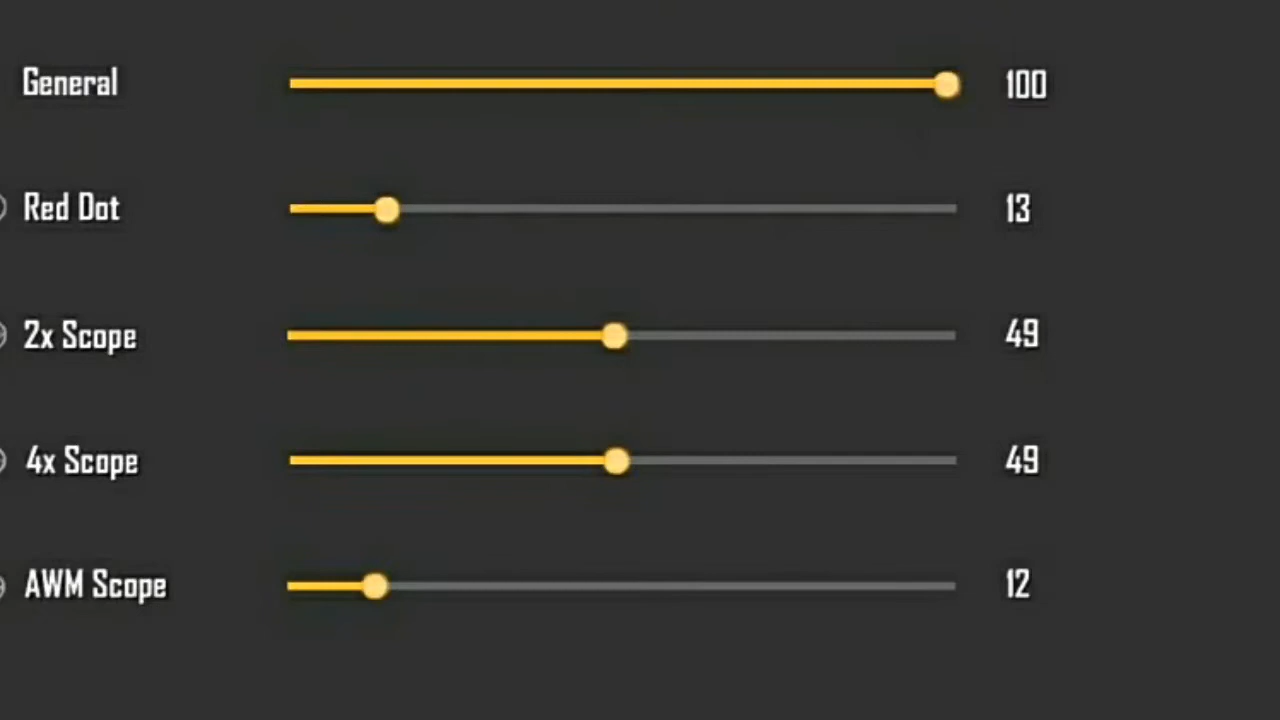 General 100
Red Dot 13
2x Scope 49
4x Scope 49
AWM Scope 12